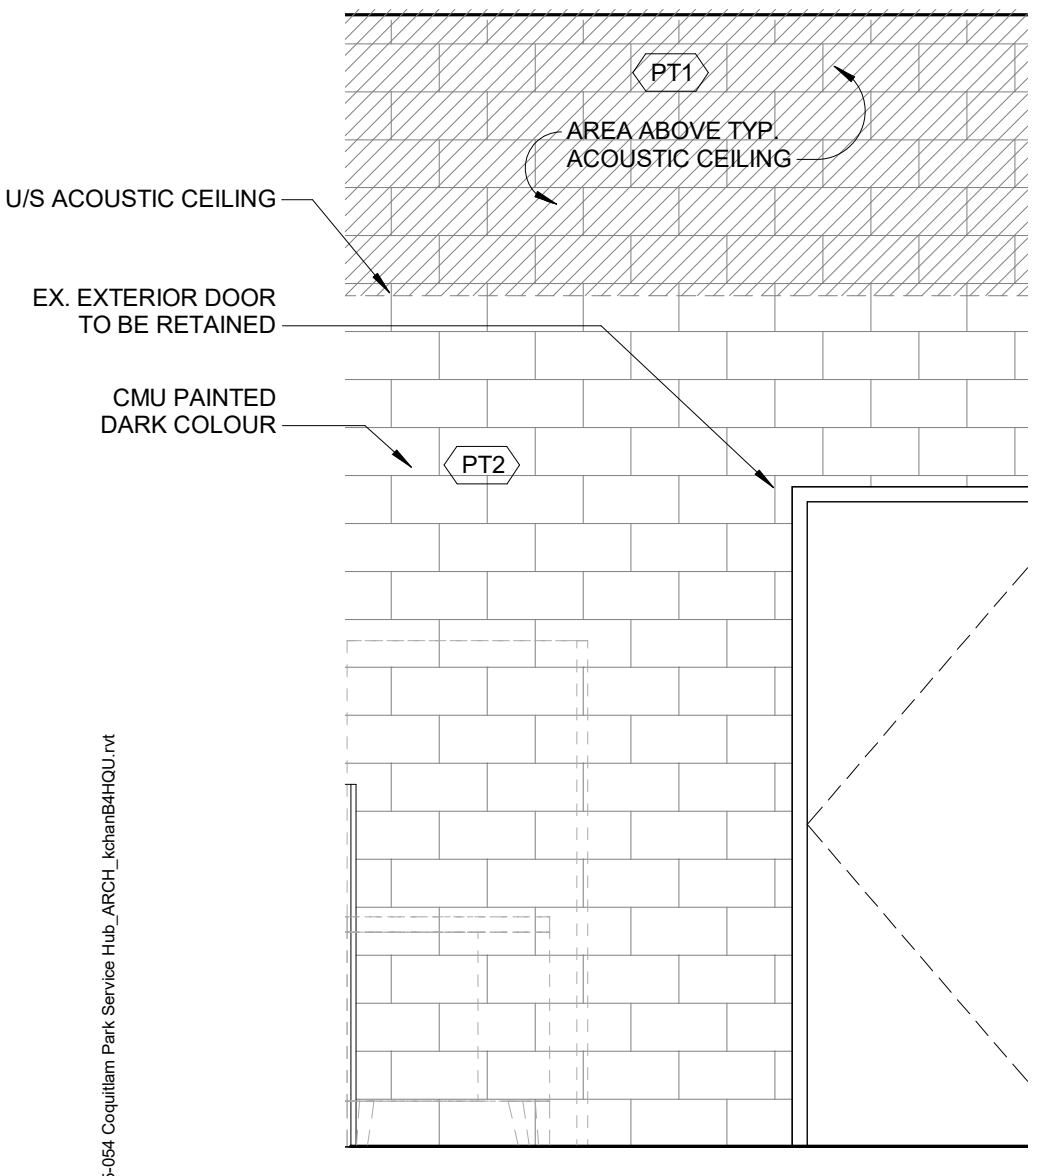 PT1
AREA ABOVE TYP.
ACOUSTIC CEILING
U/S ACOUSTIC CEILING
EX. EXTERIOR DOOR
TO BE RETAINED
CMU PAINTED
DARK COLOUR
PT2
-054 Coquitlam Park Service Hub_ARCH_kchanB4HQU.rvt